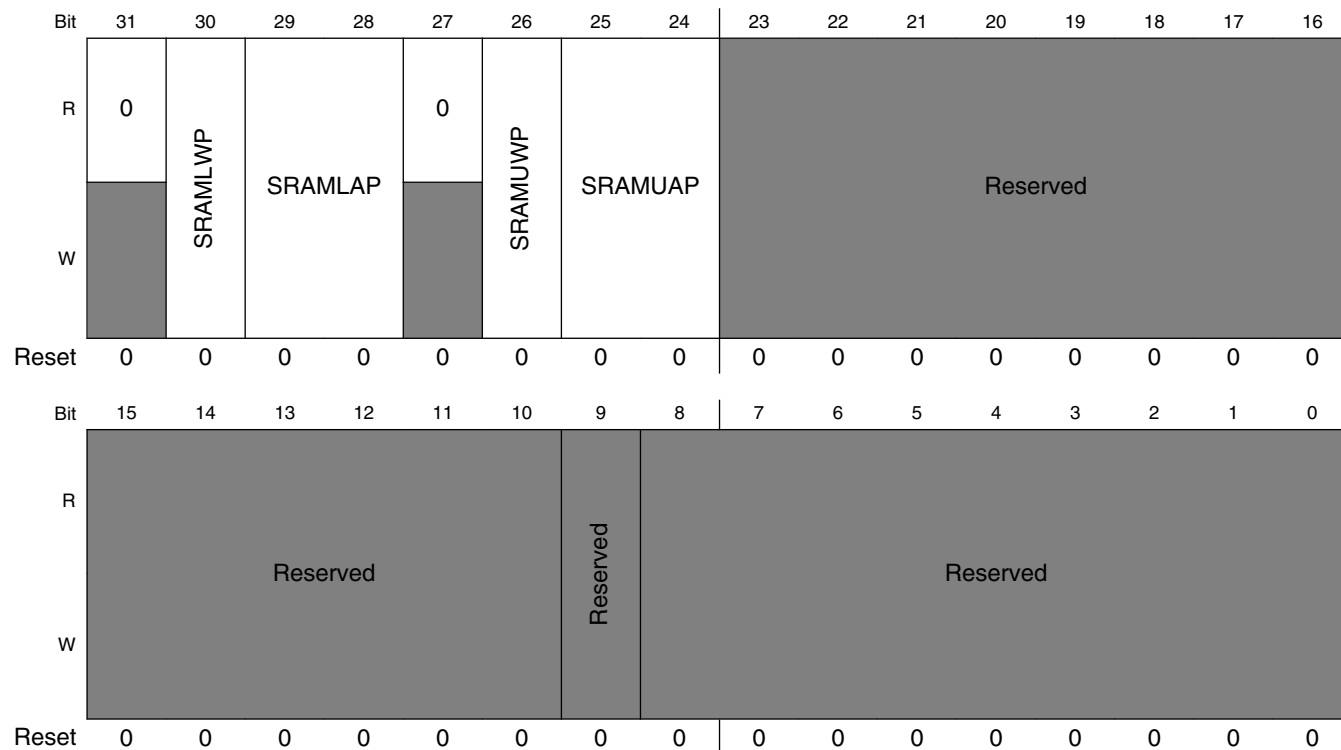 Bit 31 30 29 28 27 26 25 24 23 22 21 20 19 18 17 16
R 0 0
SRAMLWP SRAMLAP SRAMUWP SRAMUAP Reserved
W
Reset 0 0 0 0 0 0 0 0 0 0 0 0 0 0 0 0
Bit 15 14 13 12 11 10 9 8 7 6 5 4 3 2 1 0
R
Reserved Reserved Reserved
W
Reset 0 0 0 0 0 0 0 0 0 0 0 0 0 0 0 0